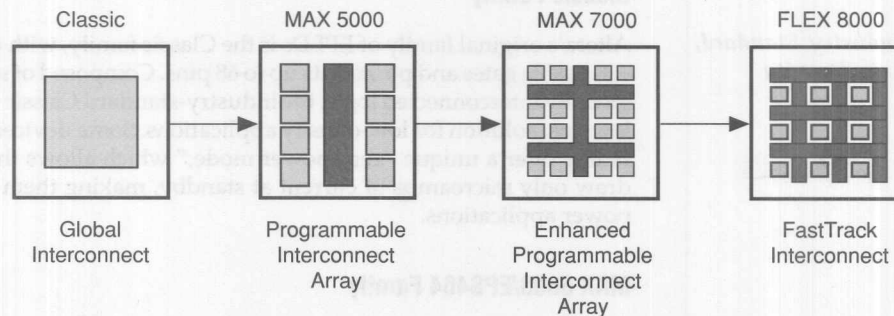 Classic
MAX 5000
MAX 7000
FLEX 8000
Global
Interconnect
Programmable
Interconnect
Array
Enhanced
Programmable
Interconnect
Array
FastTrack
Interconnect